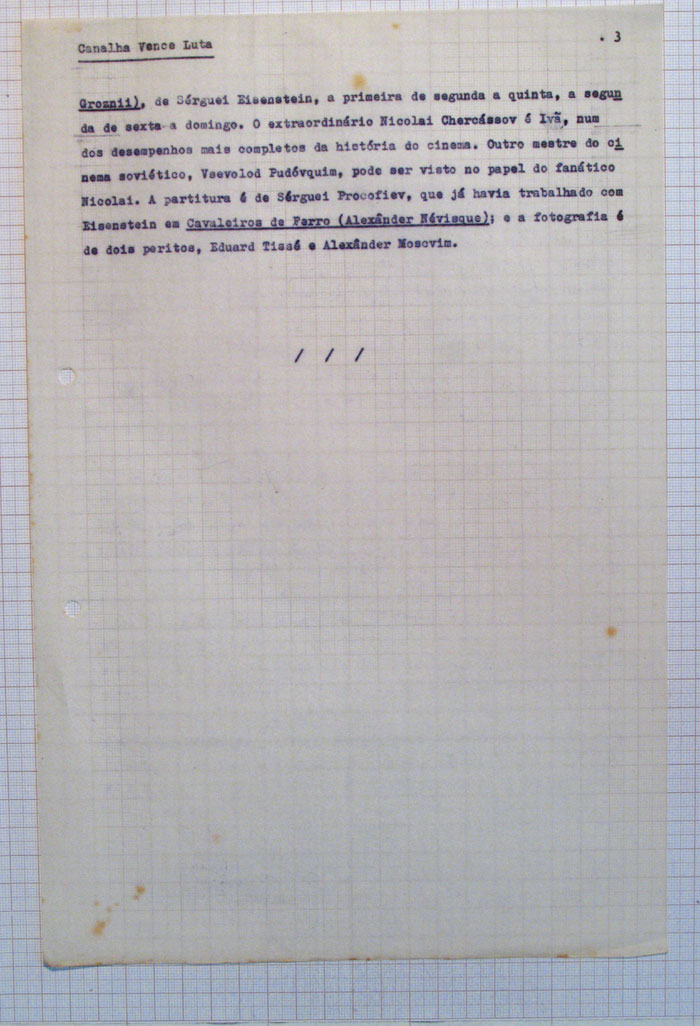 Canalha Vence Luta
. 3
Groznii), de Sérguei Eisenstein, a primeira de segunda a quinta, a segun
da de sexta a domingo. O extraordinário Nicolai Chercássov é Ivã, num
dos desempenhos mais completos da história do cinema. Outro mestre do ci
nema soviético, Vsevolod Pudóvquim, pode ser visto no papel do fanático
Nicolai. A partitura é de Sérguei Procofiev, que já havia trabalhado com
Eisenstein em Cavaleiros de Ferro (Alexânder Névisque); e a fotografia é
de dois peritos, Eduard Tissé e Alexânder Moscvim.
/ / /